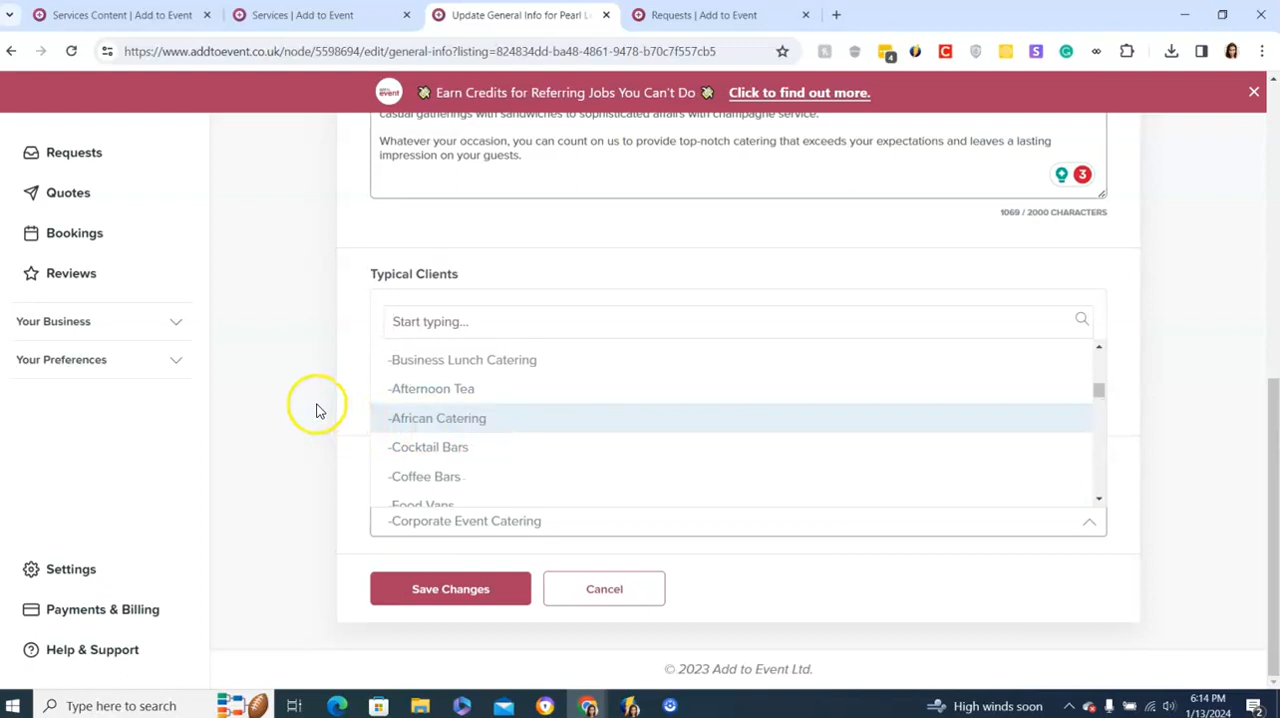 Services Content | Add to Event
Services | Add to Event
Update General Info for Pearl L
Requests | Add to Event
https://www.addtoevent.co.uk/node/5598694/edit/general-info?listing=824834dd-ba48-4861-9478-b70c7f557cb5
4
add to event
Earn Credits for Referring Jobs You Can't Do
Click to find out more.
casual gatherings with sandwiches to sophisticated affairs with champagne service.
Whatever your occasion, you can count on us to provide top-notch catering that exceeds your expectations and leaves a lasting
impression on your guests.
3
1069 / 2000 CHARACTERS
Requests
Quotes
Bookings
Reviews
Your Business
Your Preferences
Typical Clients
Start typing...
-Business Lunch Catering
-Afternoon Tea
-African Catering
-Cocktail Bars
-Coffee Bars
-Food Vans
-Corporate Event Catering
Save Changes
Cancel
Settings
Payments & Billing
Help & Support
© 2023 Add to Event Ltd.
Type here to search
High winds soon
6:14 PM
1/13/2024
2